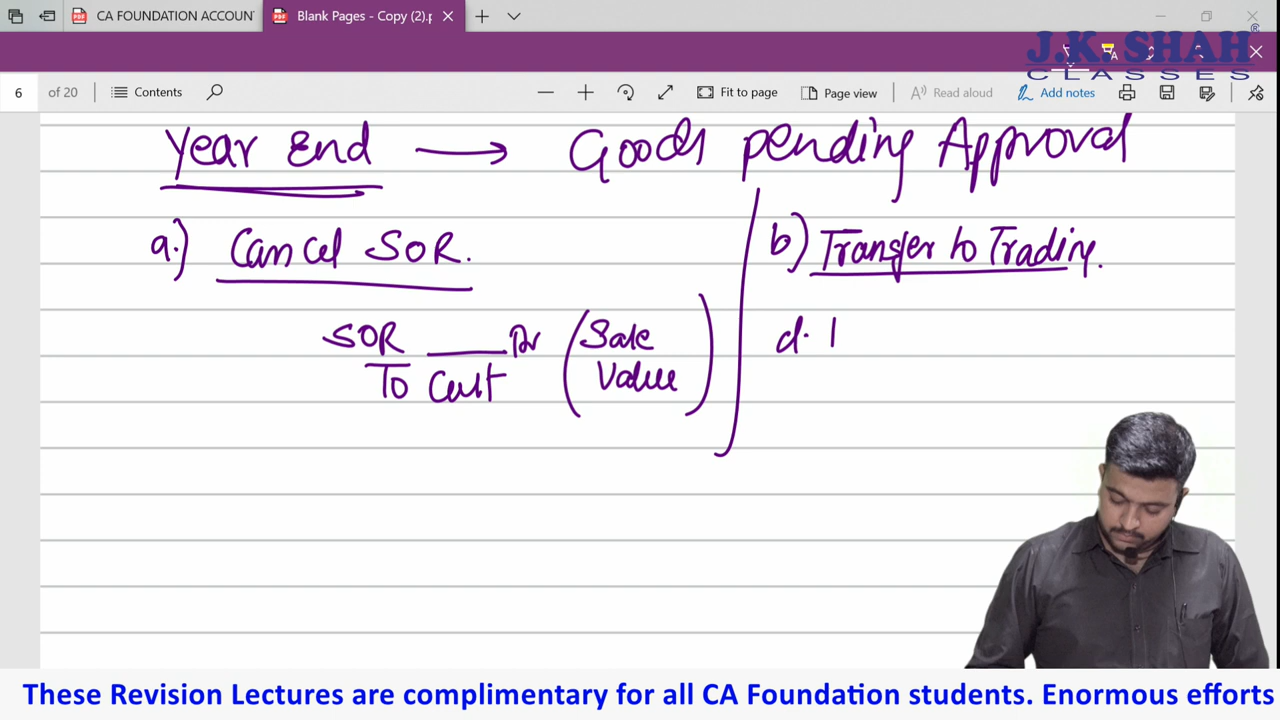 CA FOUNDATION ACCOUN
Blank Pages - Copy (2).p
J.K. SHAH®
CLASSES
6 of 20
Contents
Fit to page
Page view
Read aloud
Add notes
Year End → Goods pending Approval
a.) Cancel SOR.
SOR ____ Dr (Sale Value)
To Cust
b) Transfer to Trading.
d. I
These Revision Lectures are complimentary for all CA Foundation students. Enormous efforts